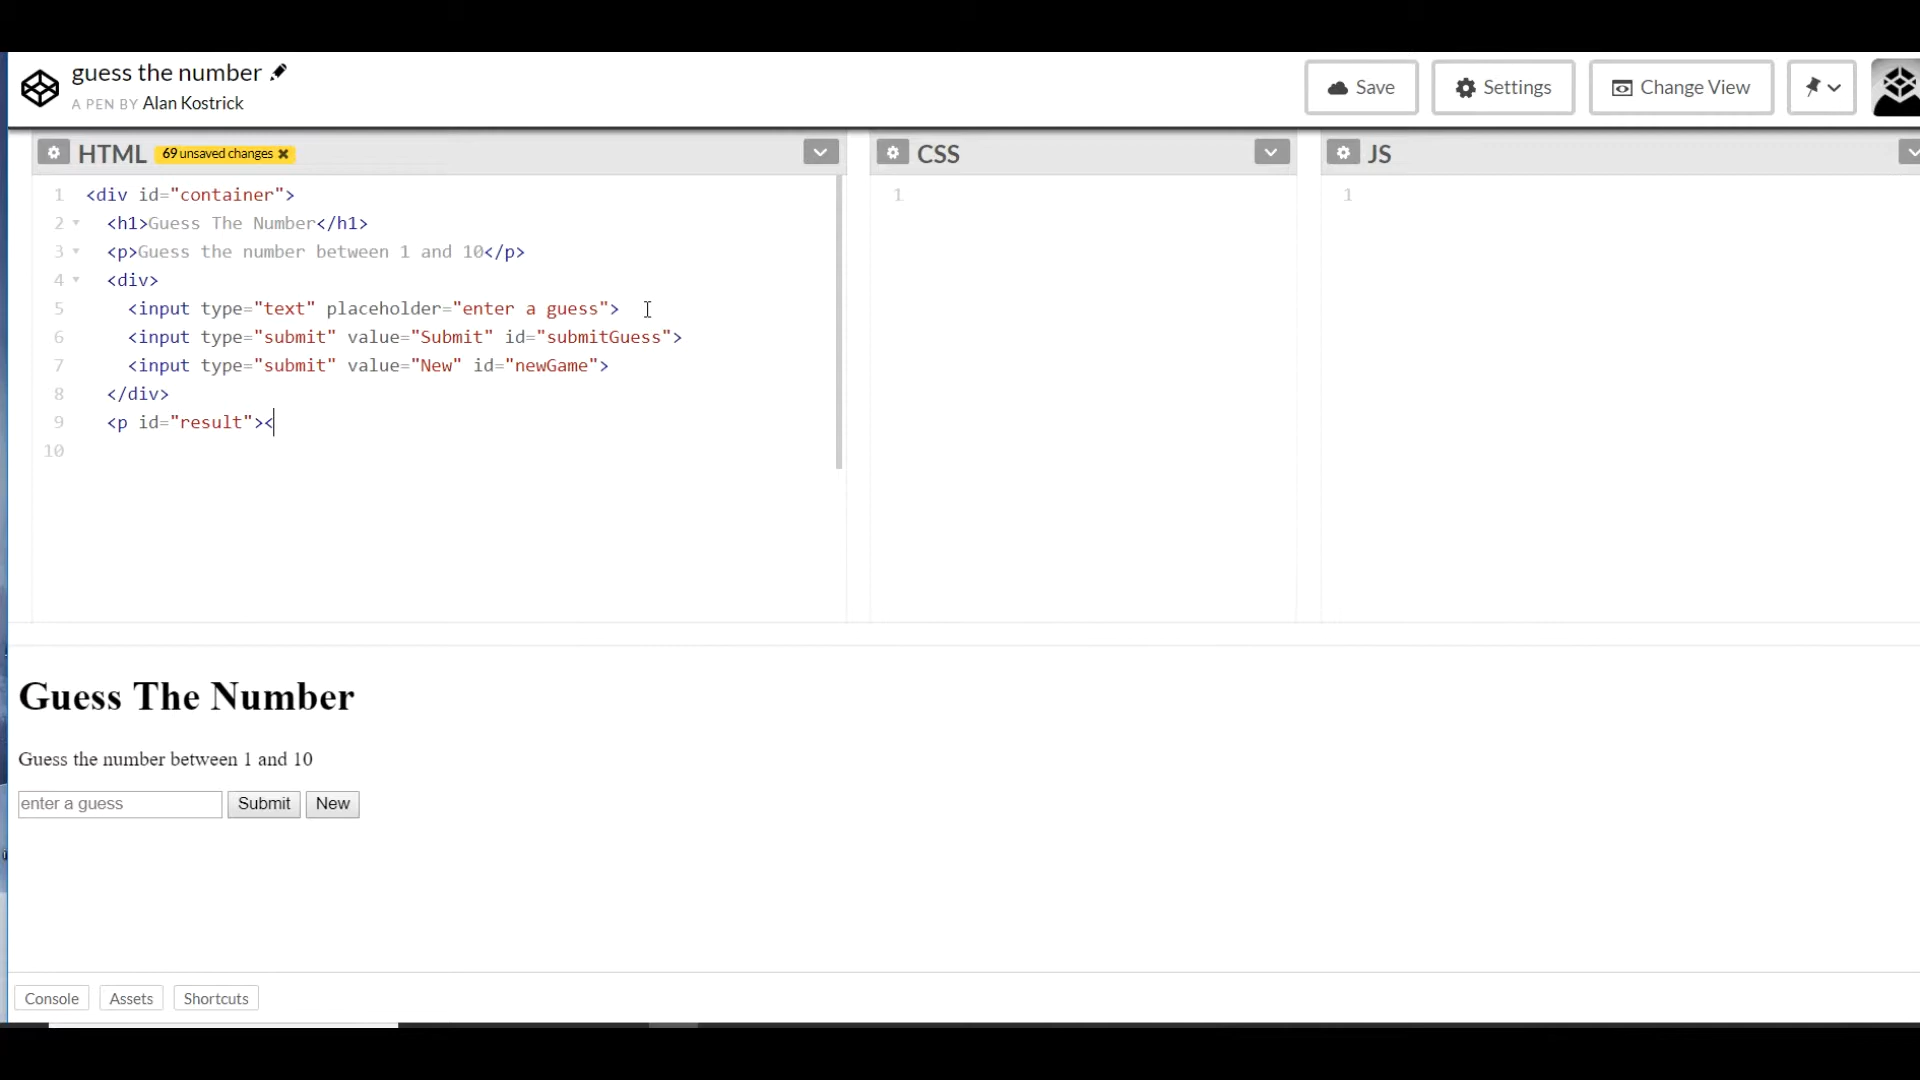 guess the number
A PEN BY Alan Kostrick
Save
Settings
Change View
HTML
69 unsaved changes
CSS
JS
1 <div id="container">
2 <h1>Guess The Number</h1>
3 <p>Guess the number between 1 and 10</p>
4 <div>
5 <input type="text" placeholder="enter a guess">
6 <input type="submit" value="Submit" id="submitGuess">
7 <input type="submit" value="New" id="newGame">
8 </div>
9 <p id="result"><
10
1
1
Guess The Number
Guess the number between 1 and 10
enter a guess Submit New
Console Assets Shortcuts